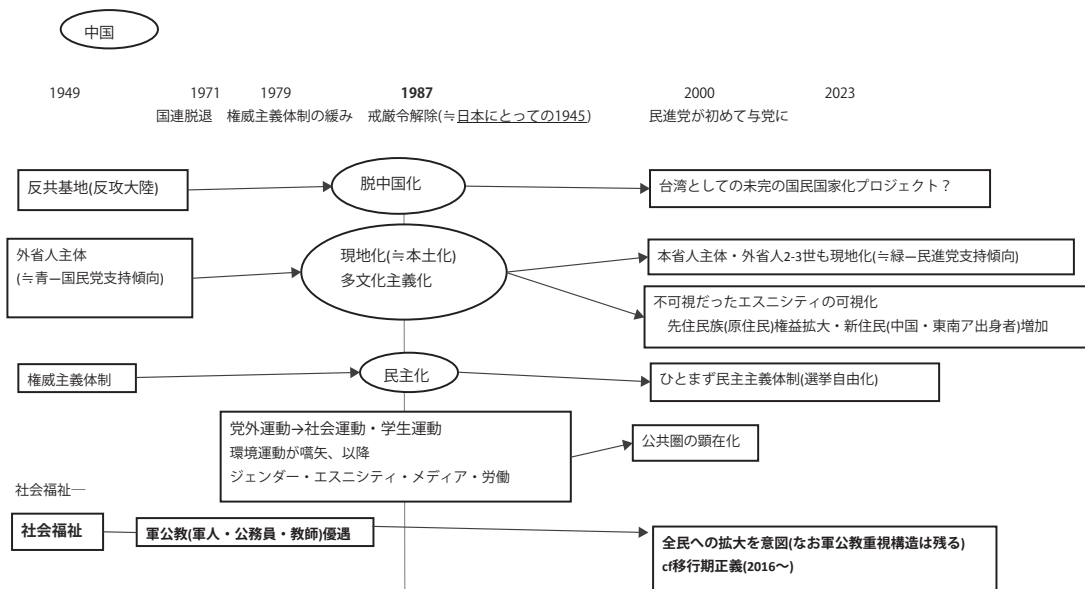 中国
1949 1971 1979 1987 2000 2023
国連脱退 権威主義体制の緩み 戒厳令解除(≒日本にとっての1945) 民進党が初めて与党に
反共基地(反攻大陸) 脱中国化 台湾としての未完の国民国家化プロジェクト？
外省人主体
(≒青―国民党支持傾向)
現地化(≒本土化)
多文化主義化
本省人主体・外省人2-3世も現地化(≒緑―民進党支持傾向)
不可視だったエスニシティの可視化
先住民族(原住民)権益拡大・新住民(中国・東南ア出身者)増加
権威主義体制 民主化 ひとまず民主主義体制(選挙自由化)
党外運動→社会運動・学生運動
環境運動が嚆矢、以降
ジェンダー・エスニシティ・メディア・労働
公共圏の顕在化
社会福祉―
社会福祉 軍公教(軍人・公務員・教師)優遇
全民への拡大を意図(なお軍公教重視構造は残る)
cf移行期正義(2016～)